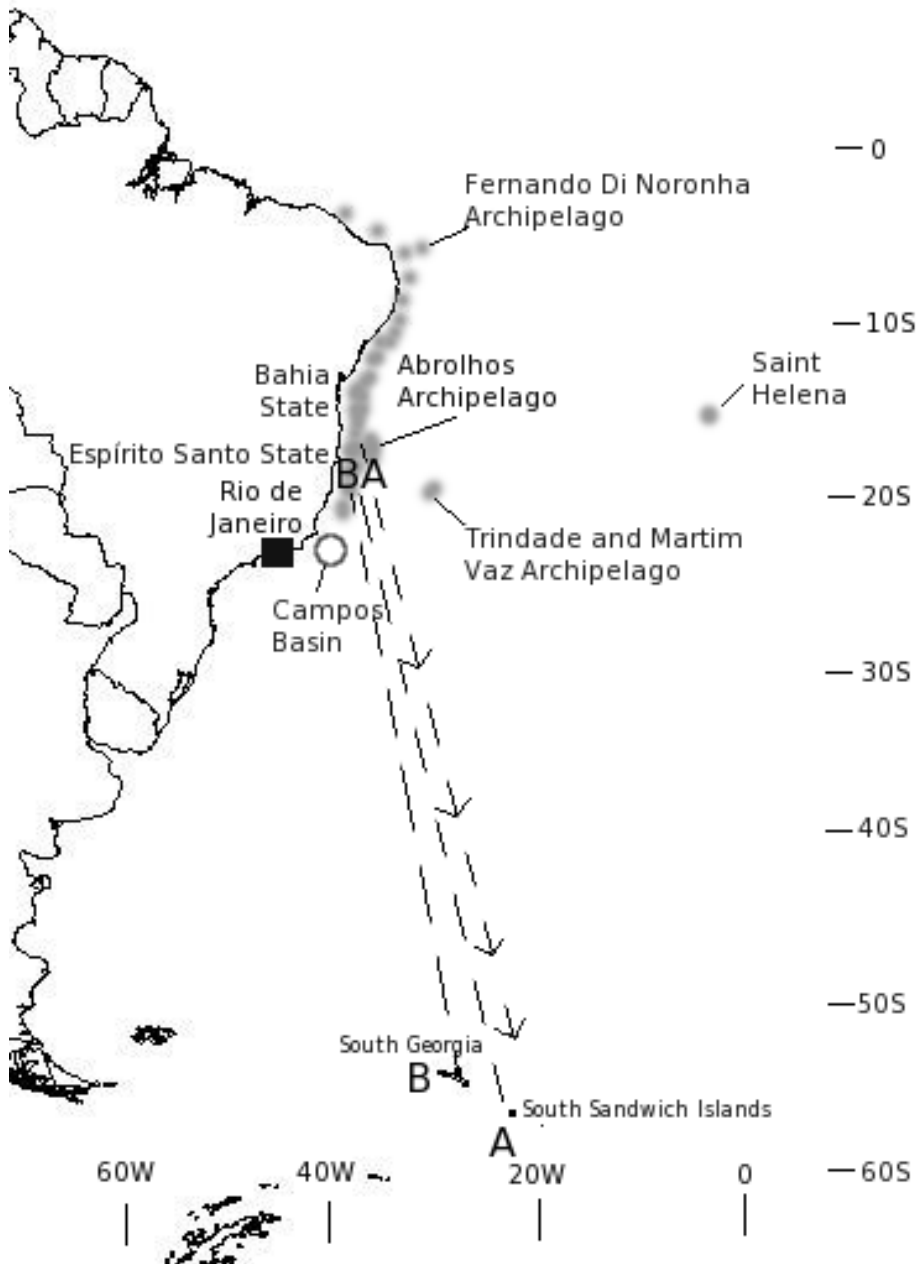 0
Fernando Di Noronha
Archipelago
10S
Bahia
State
Abrolhos
Archipelago
Saint
Helena
Espírito Santo State
BA
20S
Rio de
Janeiro
Trindade and Martim
Vaz Archipelago
Campos
Basin
30S
40S
50S
South Georgia
B
South Sandwich Islands
A
60W
40W
20W
0
60S